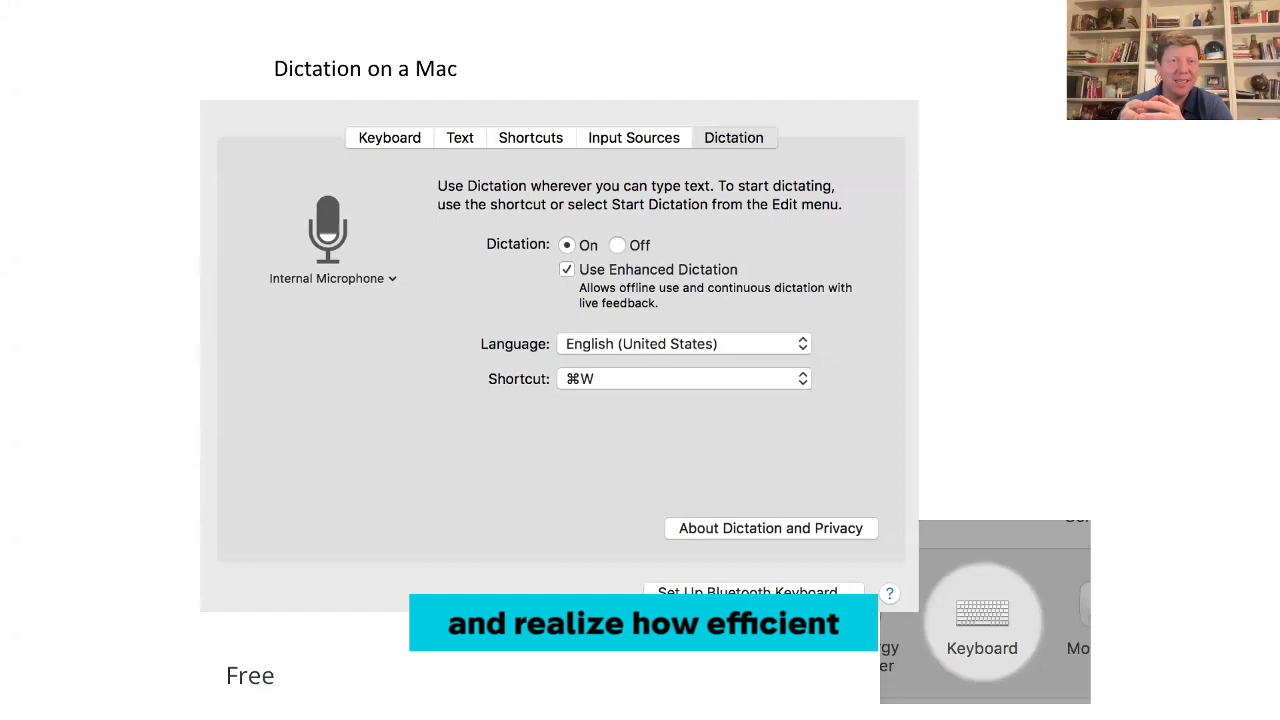 Dictation on a Mac
Keyboard Text Shortcuts Input Sources Dictation
Use Dictation wherever you can type text. To start dictating,
use the shortcut or select Start Dictation from the Edit menu.
Internal Microphone
Dictation: On Off
Use Enhanced Dictation
Allows offline use and continuous dictation with
live feedback.
Language: English (United States)
Shortcut: ⌘W
About Dictation and Privacy
Set Up Bluetooth Keyboard
?
and realize how efficient
Keyboard
Mo
rgy
er
Free